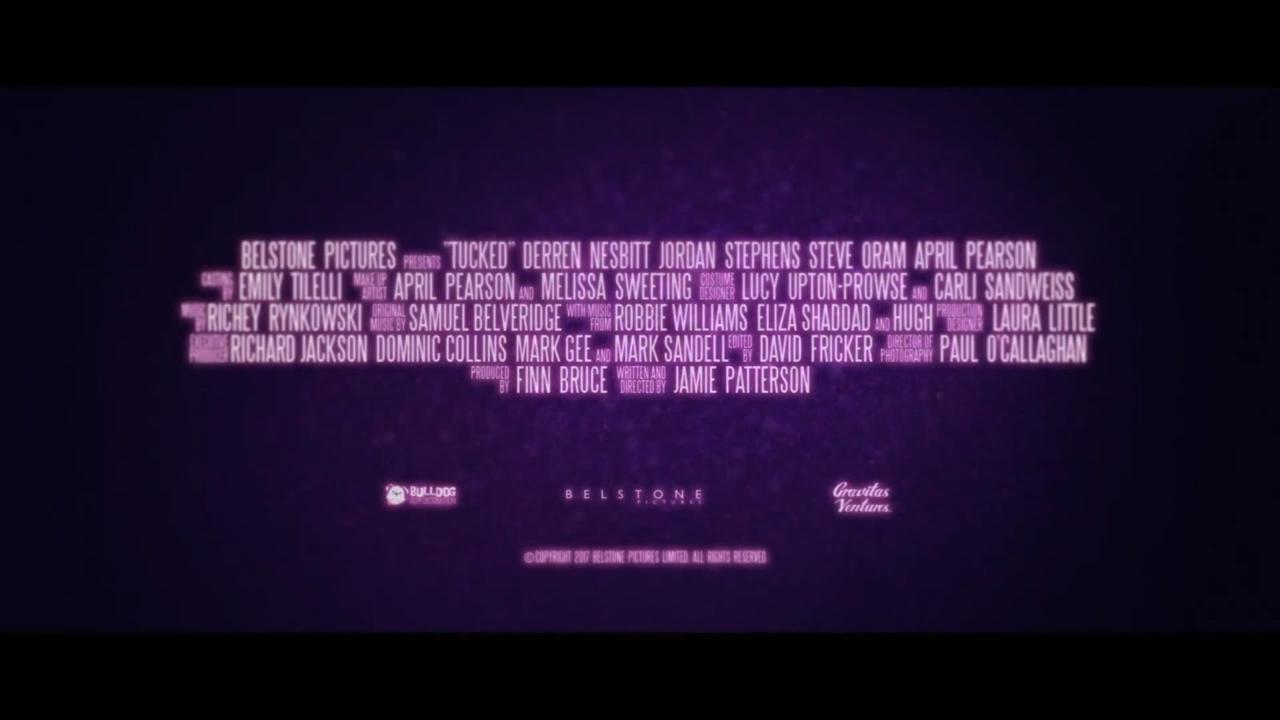 BELSTONE PICTURES PRESENTS "TUCKED" DERREN NESBITT JORDAN STEPHENS STEVE ORAM APRIL PEARSON
CASTING BY EMILY TILELLI MAKE UP ARTIST APRIL PEARSON AND MELISSA SWEETING COSTUME DESIGNER LUCY UPTON-PROWSE AND CARLI SANDWEISS
RICHEY RYNKOWSKI ORIGINAL MUSIC BY SAMUEL BELVERIDGE WITH MUSIC FROM ROBBIE WILLIAMS ELIZA SHADDAD AND HUGH PRODUCTION DESIGNER LAURA LITTLE
RICHARD JACKSON DOMINIC COLLINS MARK GEE AND MARK SANDELL EDITED BY DAVID FRICKER DIRECTOR OF PHOTOGRAPHY PAUL O'CALLAGHAN
PRODUCED BY FINN BRUCE WRITTEN AND DIRECTED BY JAMIE PATTERSON
BULLDOG
BELSTONE
PICTURES
Gravitas
Ventures
© COPYRIGHT 2017 BELSTONE PICTURES LIMITED. ALL RIGHTS RESERVED.